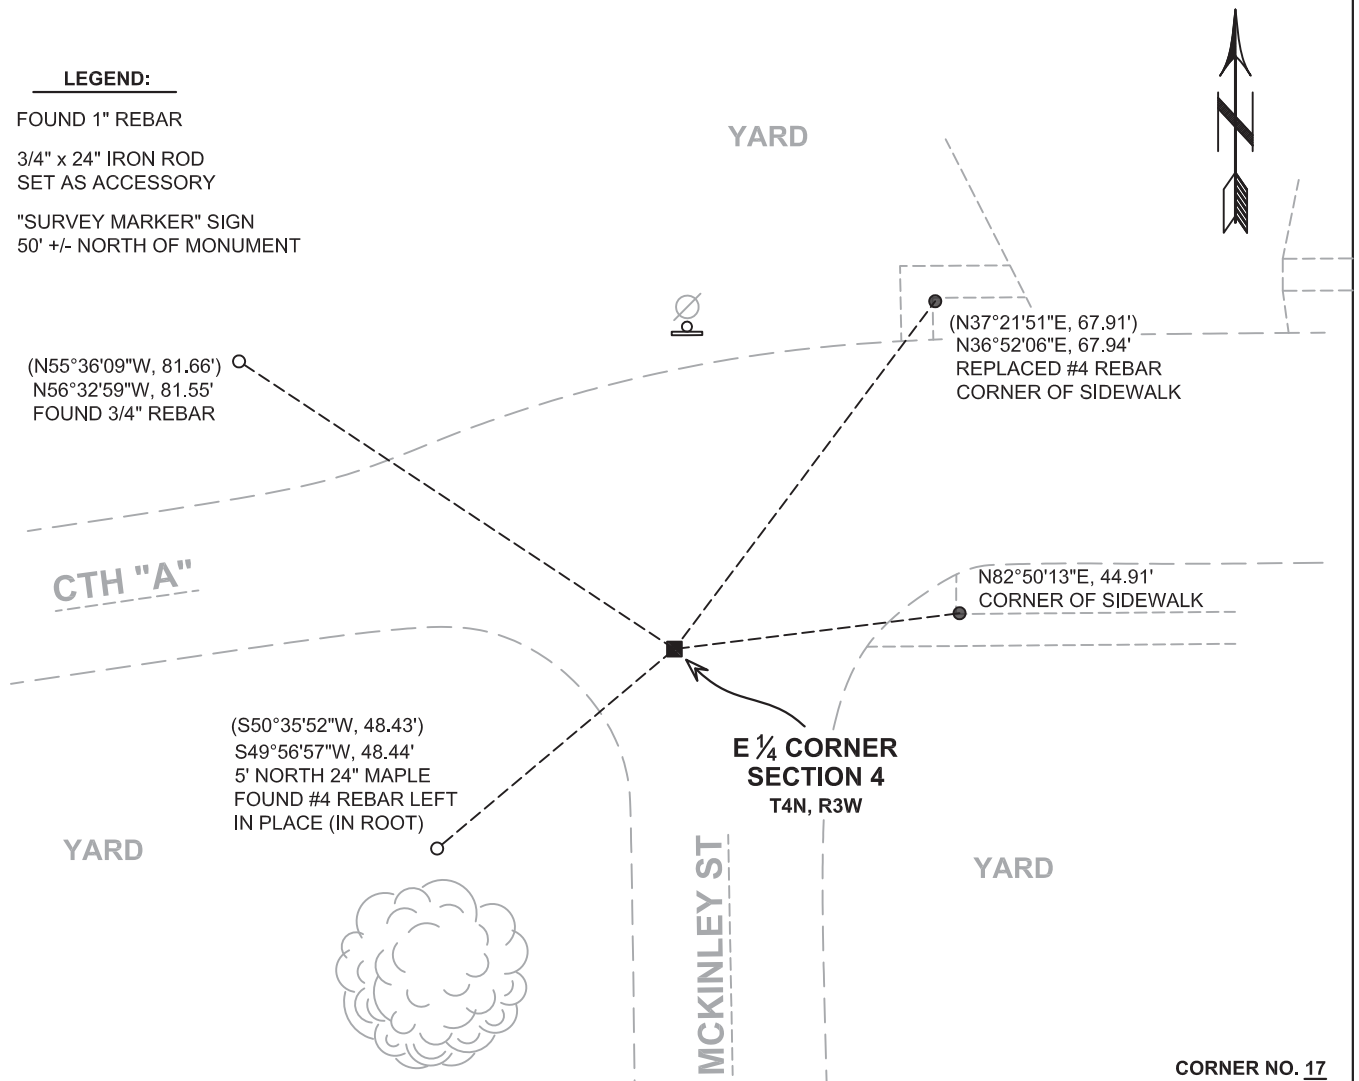 LEGEND:
FOUND 1" REBAR
3/4" x 24" IRON ROD
SET AS ACCESSORY
"SURVEY MARKER" SIGN
50' +/- NORTH OF MONUMENT
YARD
N
(N55°36'09"W, 81.66')
N56°32'59"W, 81.55'
FOUND 3/4" REBAR
(N37°21'51"E, 67.91')
N36°52'06"E, 67.94'
REPLACED #4 REBAR
CORNER OF SIDEWALK
CTH "A"
N82°50'13"E, 44.91'
CORNER OF SIDEWALK
(S50°35'52"W, 48.43')
S49°56'57"W, 48.44'
5' NORTH 24" MAPLE
FOUND #4 REBAR LEFT
IN PLACE (IN ROOT)
E 1/4 CORNER
SECTION 4
T4N, R3W
YARD
MCKINLEY ST
YARD
CORNER NO. 17